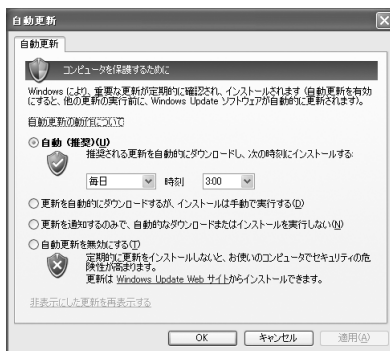 自動更新
自動更新
コンピュータを保護するために
Windows により、重要な更新が定期的に確認され、インストールされます (自動更新を有効
にすると、他の更新の実行前に、Windows Update ソフトウェアが自動的に更新されます)。
自動更新の動作について
自動 (推奨)(U)
推奨される更新を自動的にダウンロードし、次の時刻にインストールする:
毎日 時刻 3:00
更新を自動的にダウンロードするが、インストールは手動で実行する(D)
更新を通知するのみで、自動的なダウンロードまたはインストールを実行しない(N)
自動更新を無効にする(T)
定期的に更新をインストールしないと、お使いのコンピュータでセキュリティの危
険性が高まります。
更新は Windows Update Web サイトからインストールできます。
非表示にした更新を再表示する
OK キャンセル 適用(A)